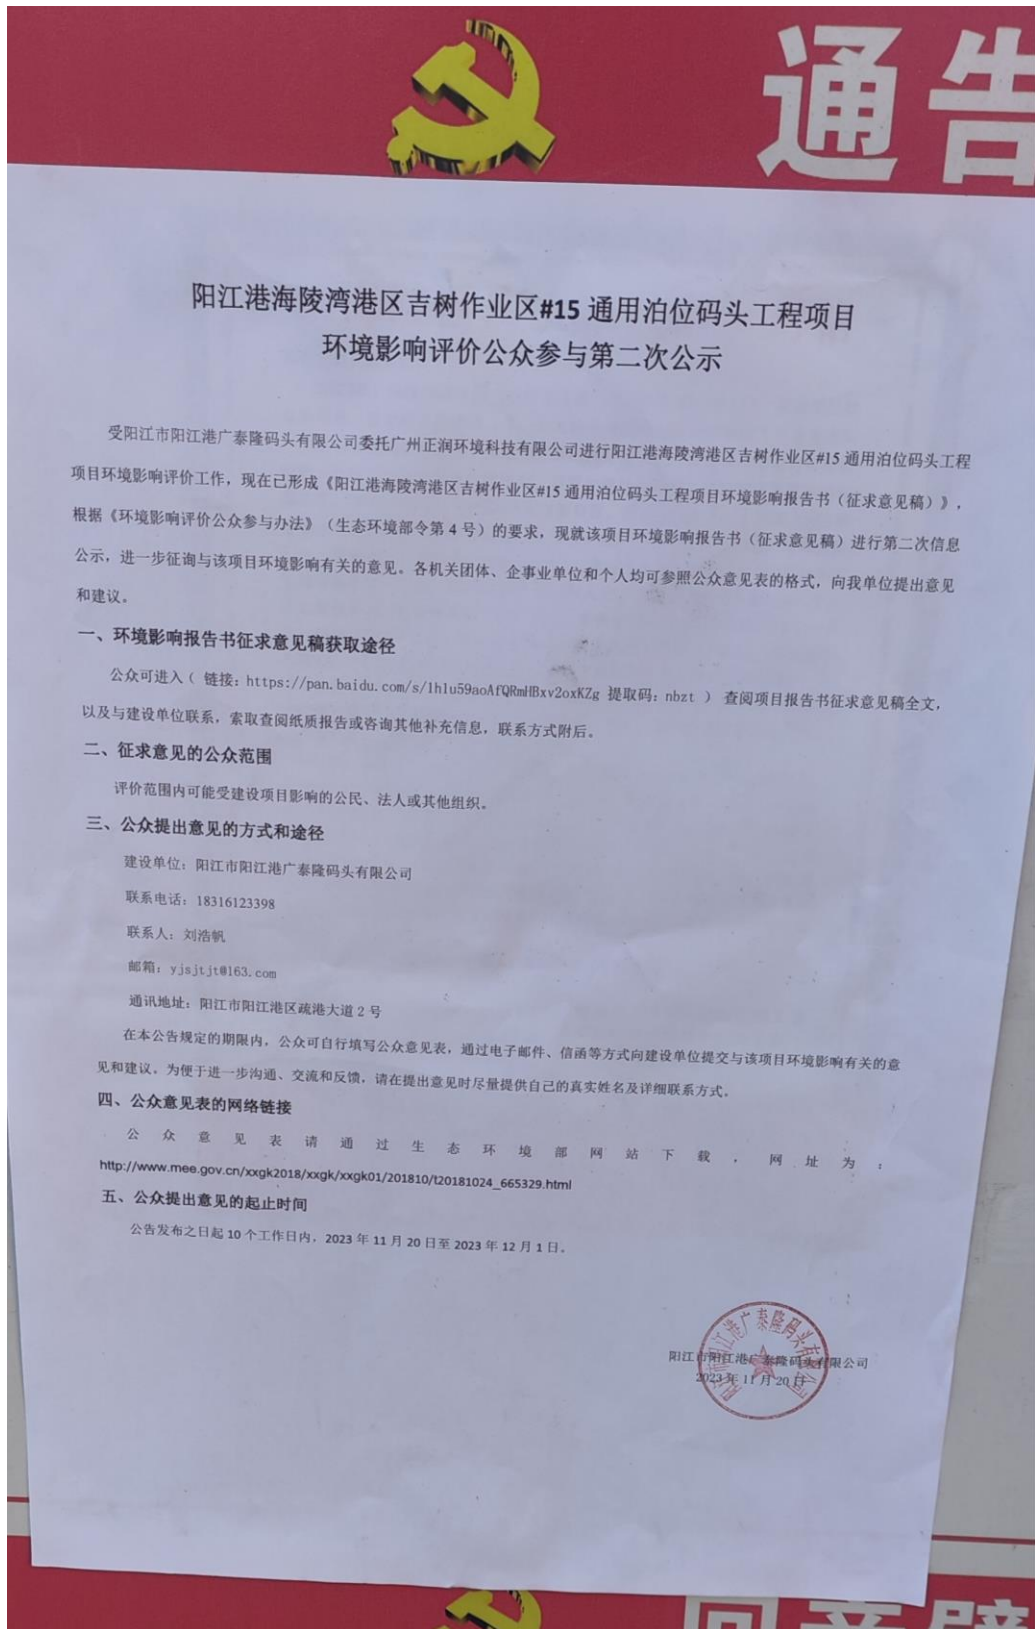 通告
阳江港海陵湾港区吉树作业区#15 通用泊位码头工程项目
环境影响评价公众参与第二次公示
受阳江市阳江港广泰隆码头有限公司委托广州正润环境科技有限公司进行阳江港海陵湾港区吉树作业区#15 通用泊位码头工程
项目环境影响评价工作，现在已形成《阳江港海陵湾港区吉树作业区#15 通用泊位码头工程项目环境影响报告书（征求意见稿）》，
根据《环境影响评价公众参与办法》（生态环境部令第 4 号）的要求，现就该项目环境影响报告书（征求意见稿）进行第二次信息
公示，进一步征询与该项目环境影响有关的意见。各机关团体、企事业单位和个人均可参照公众意见表的格式，向我单位提出意见
和建议。
一、环境影响报告书征求意见稿获取途径
公众可进入（ 链接：https://pan.baidu.com/s/1h1u59aoAfQRmHBxv2oxKZg 提取码：nbzt ） 查阅项目报告书征求意见稿全文，
以及与建设单位联系，索取查阅纸质报告或咨询其他补充信息，联系方式附后。
二、征求意见的公众范围
评价范围内可能受建设项目影响的公民、法人或其他组织。
三、公众提出意见的方式和途径
建设单位：阳江市阳江港广泰隆码头有限公司
联系电话：18316123398
联系人：刘浩帆
邮箱：yjsjtjt@163.com
通讯地址：阳江市阳江港区疏港大道 2 号
在本公告规定的期限内，公众可自行填写公众意见表，通过电子邮件、信函等方式向建设单位提交与该项目环境影响有关的意
见和建议。为便于进一步沟通、交流和反馈，请在提出意见时尽量提供自己的真实姓名及详细联系方式。
四、公众意见表的网络链接
公众意见表请通过生态环境部网站下载，网址为：
http://www.mee.gov.cn/xxgk2018/xxgk/xxgk01/201810/t20181024_665329.html
五、公众提出意见的起止时间
公告发布之日起 10 个工作日内，2023 年 11 月 20 日至 2023 年 12 月 1 日。
阳江市阳江港广泰隆码头有限公司
2023 年 11 月 20 日
阳江市阳江港广泰隆码头有限公司